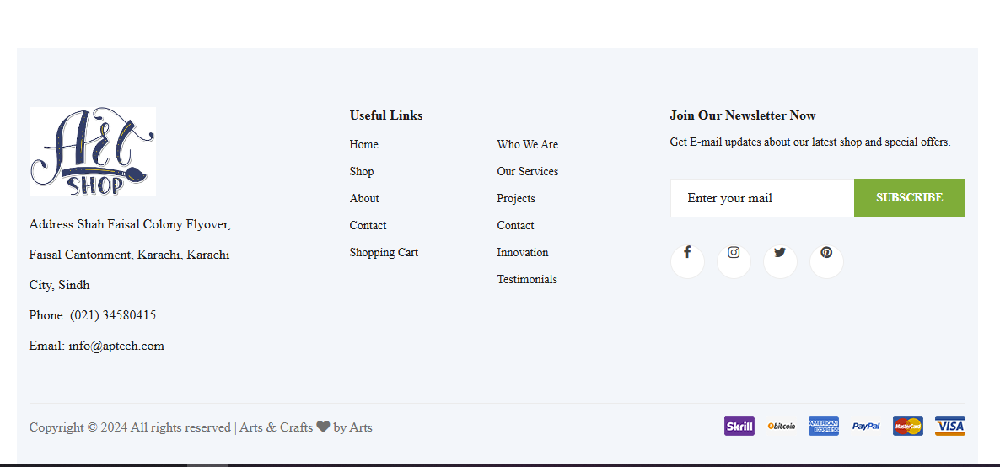 Art
SHOP
Address:Shah Faisal Colony Flyover,
Faisal Cantonment, Karachi, Karachi
City, Sindh
Phone: (021) 34580415
Email: info@aptech.com
Useful Links
Home
Shop
About
Contact
Shopping Cart
Who We Are
Our Services
Projects
Contact
Innovation
Testimonials
Join Our Newsletter Now
Get E-mail updates about our latest shop and special offers.
Enter your mail
SUBSCRIBE
Copyright © 2024 All rights reserved | Arts & Crafts ♥ by Arts
Skrill
bitcoin
AMERICAN
EXPRESS
PayPal
MasterCard
VISA